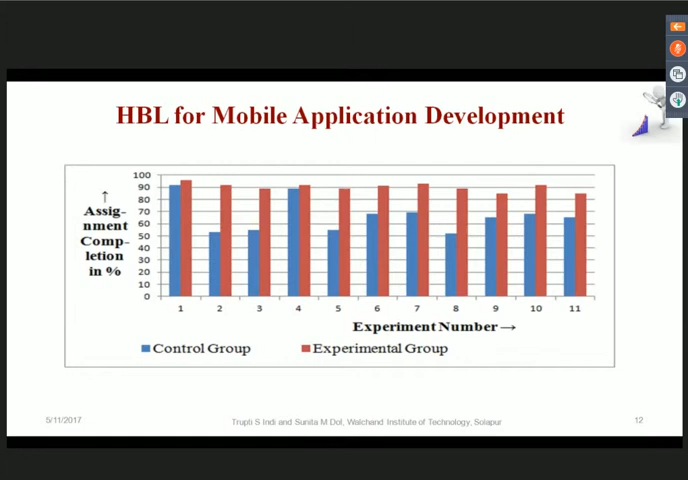 HBL for Mobile Application Development
100
90
80
70
60
50
40
30
20
10
0
↑
Assig-
nment
Comp-
letion
in %
1 2 3 4 5 6 7 8 9 10 11
Experiment Number→
Control Group Experimental Group
5/11/2017 Trupti S Indi and Sunita M Dol, Walchand Institute of Technology, Solapur 12